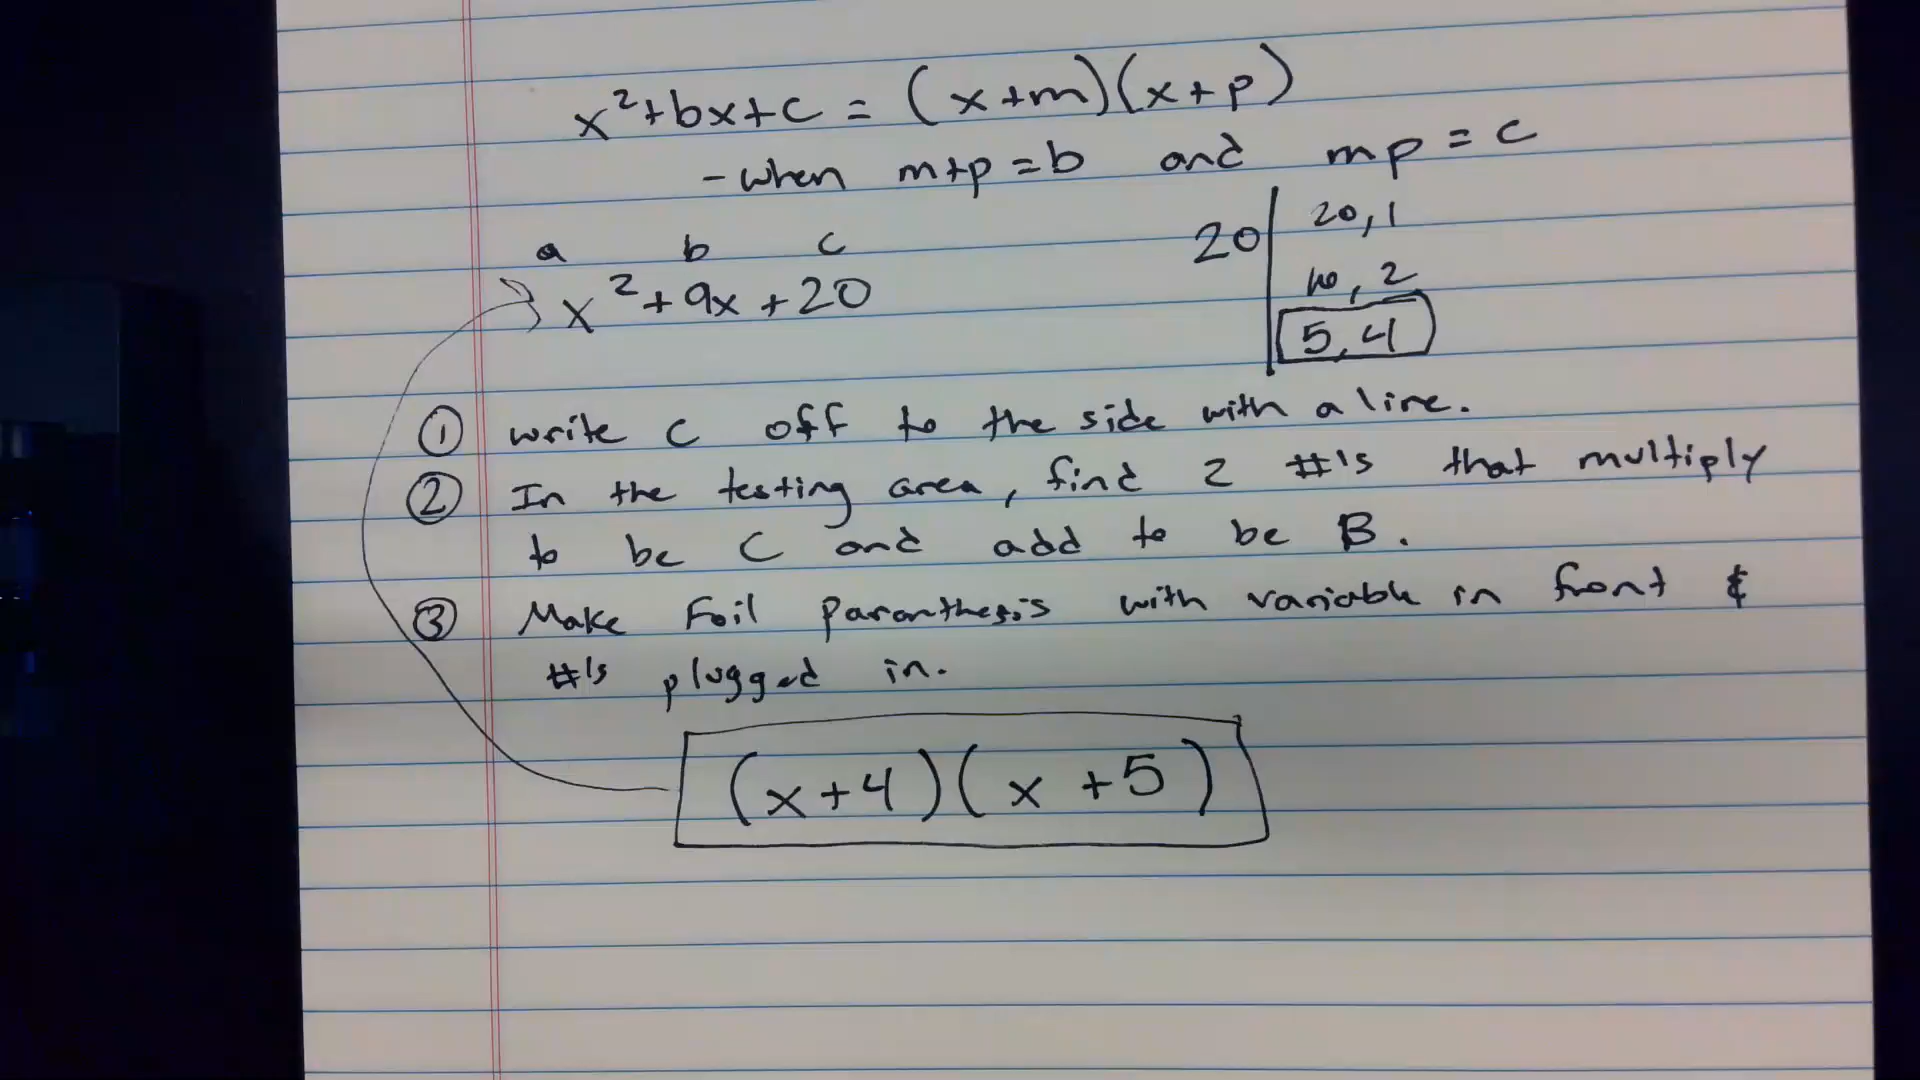 x²+bx+c = (x+m)(x+p)
- when m+p=b and mp=c
a b c
x²+9x+20
20 | 20,1
10,2
5,4
① write c off to the side with a line.
② In the testing area, find 2 #'s that multiply
to be C and add to be B.
③ Make Foil Paranthesis with variable in front &
#'s plugged in.
(x+4)(x+5)